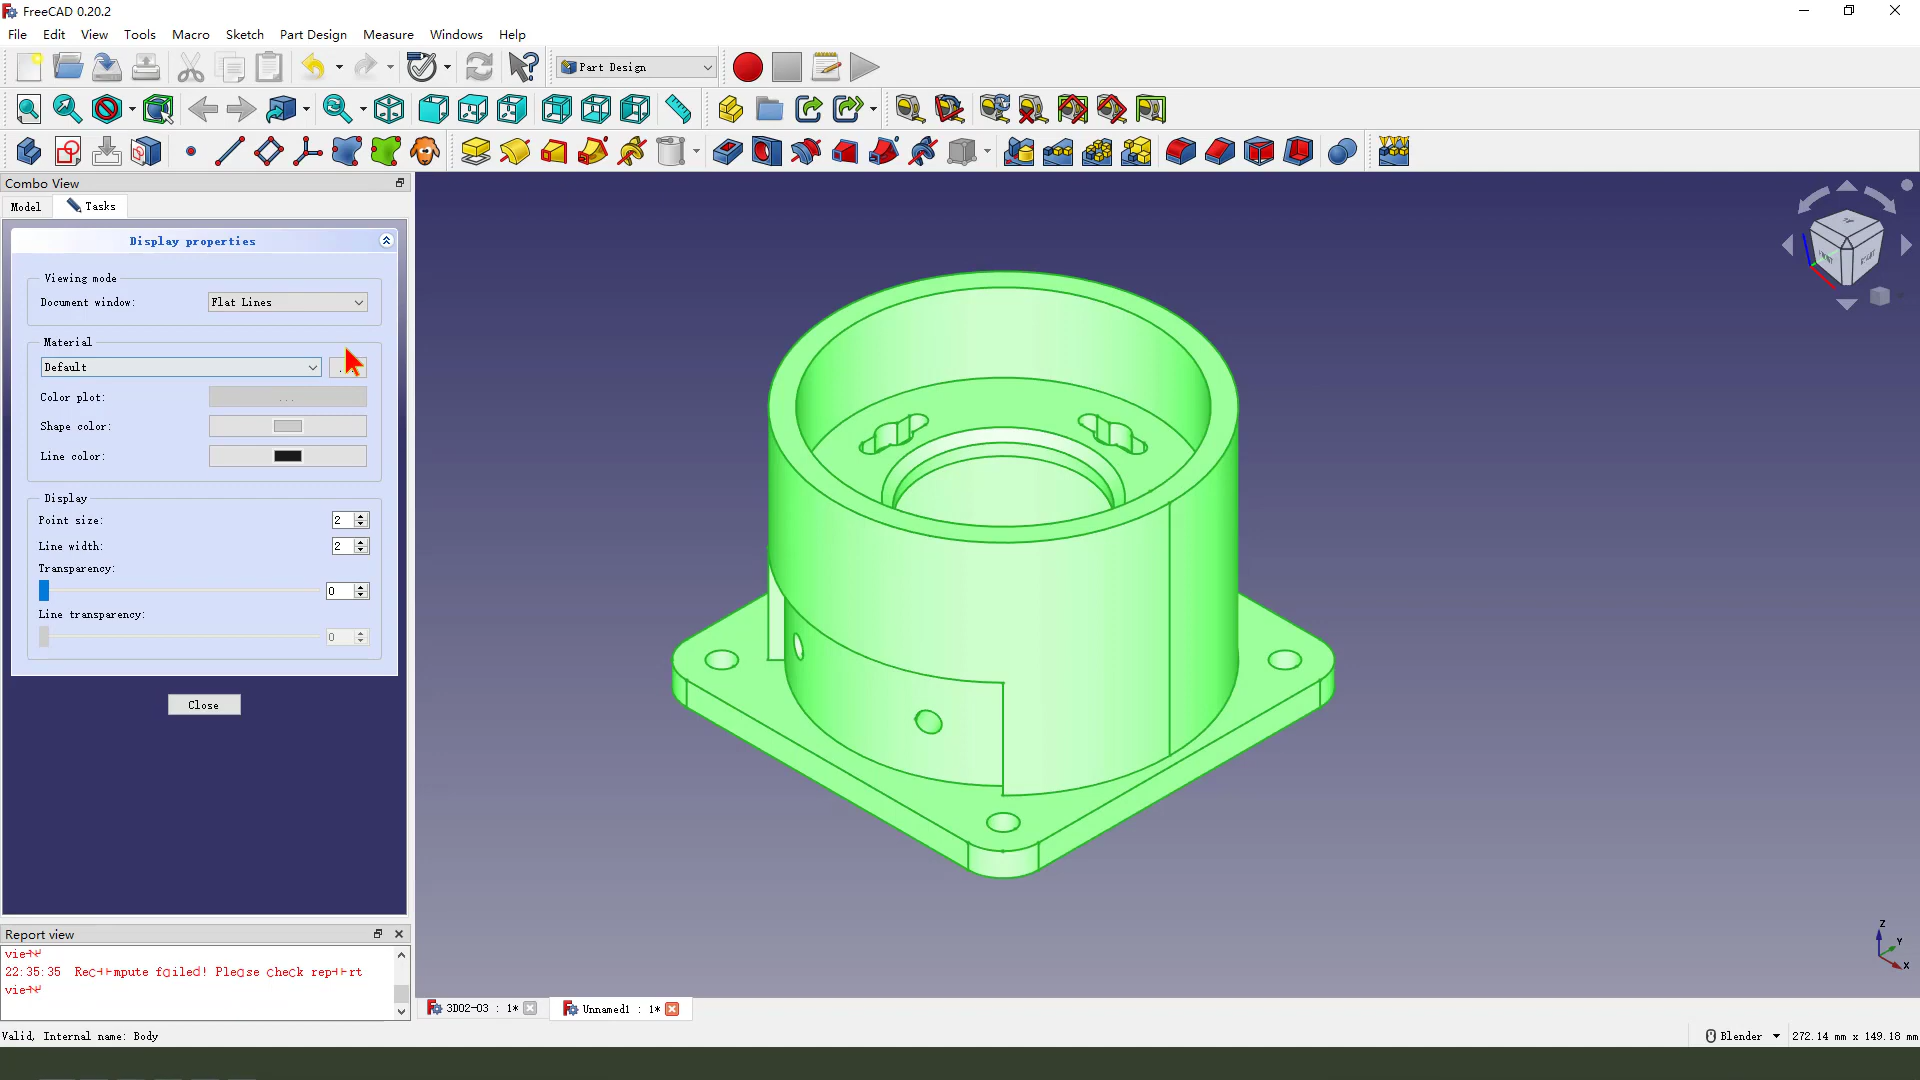 FreeCAD 0.20.2
File Edit View Tools Macro Sketch Part Design Measure Windows Help
Part Design
Combo View
Model Tasks
Display properties
Viewing mode
Document window: Flat Lines
Material
Default
Color plot: ...
Shape color:
Line color:
Display
Point size: 2
Line width: 2
Transparency:
0
Line transparency:
0
Close
Report view
22:35:35
Valid, Internal name: Body
3D02-03 : 1*
Unnamed1 : 1*
Blender
272.14 mm x 149.18 mm
Z
Y
X